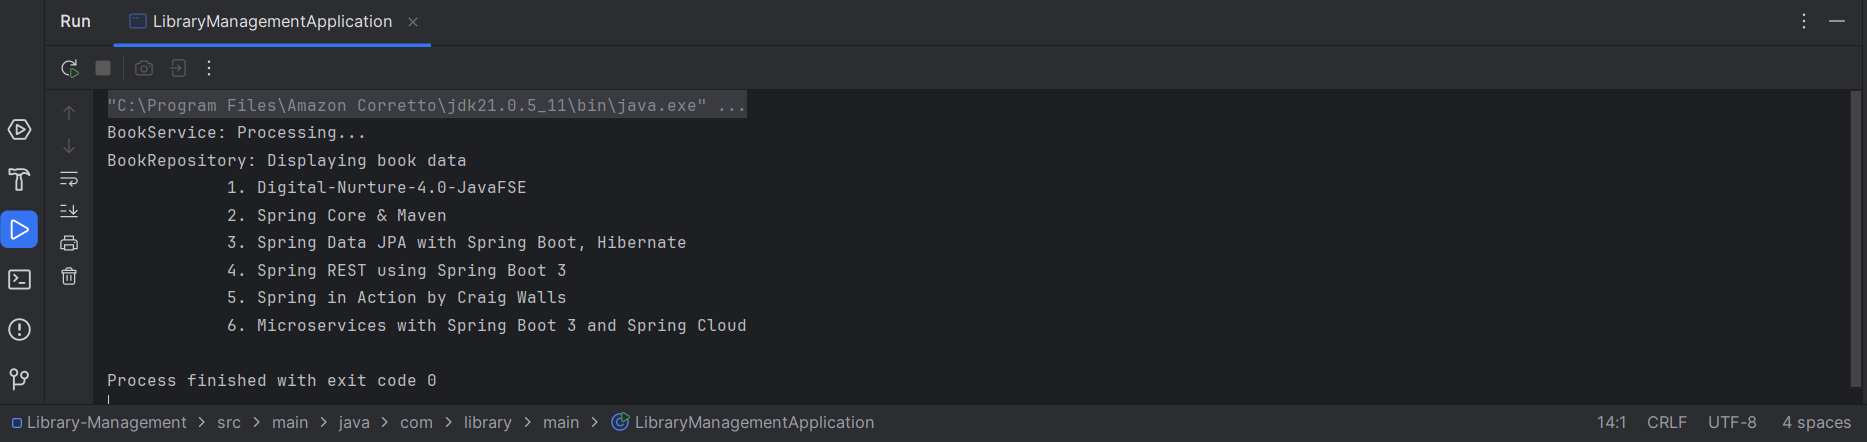 Run LibraryManagementApplication
"C:\Program Files\Amazon Corretto\jdk21.0.5_11\bin\java.exe" ...
BookService: Processing...
BookRepository: Displaying book data
1. Digital-Nurture-4.0-JavaFSE
2. Spring Core & Maven
3. Spring Data JPA with Spring Boot, Hibernate
4. Spring REST using Spring Boot 3
5. Spring in Action by Craig Walls
6. Microservices with Spring Boot 3 and Spring Cloud
Process finished with exit code 0
Library-Management > src > main > java > com > library > main > LibraryManagementApplication 14:1 CRLF UTF-8 4 spaces